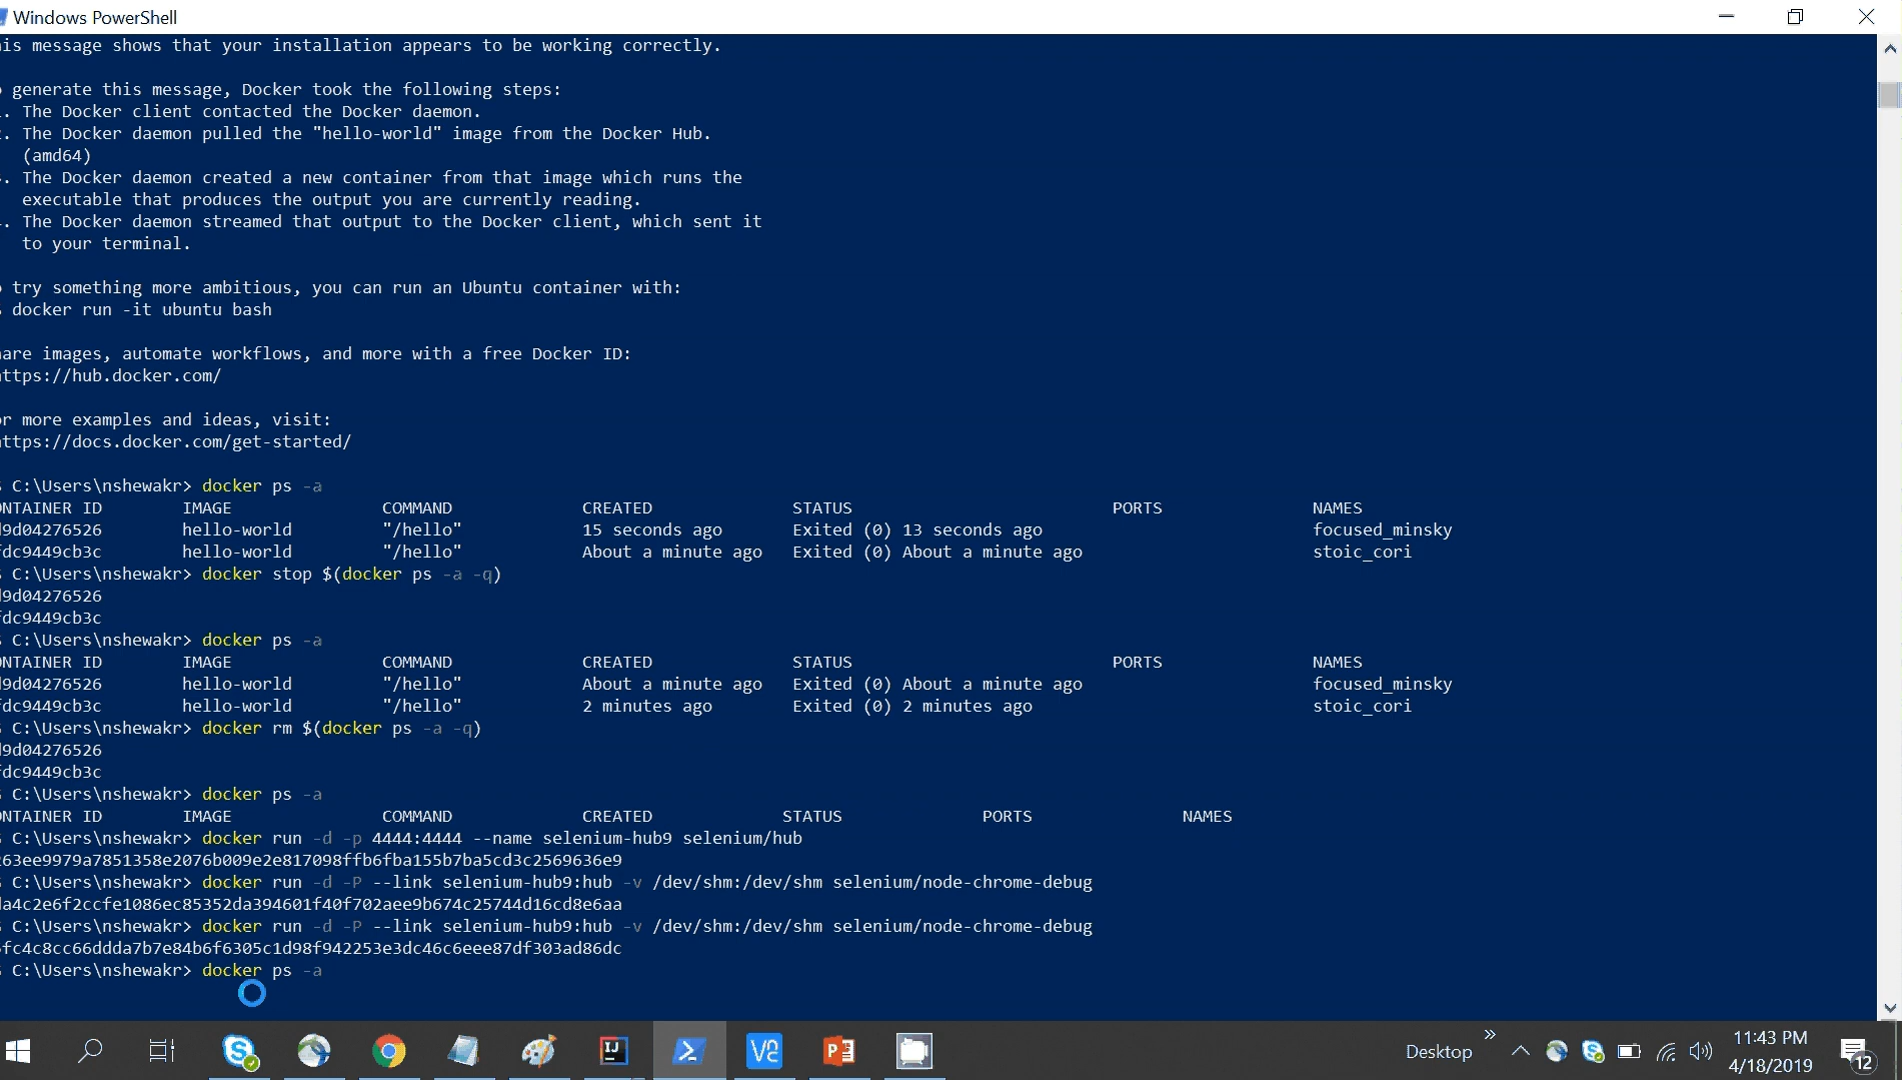 Windows PowerShell
is message shows that your installation appears to be working correctly.
generate this message, Docker took the following steps:
. The Docker client contacted the Docker daemon.
. The Docker daemon pulled the "hello-world" image from the Docker Hub.
(amd64)
. The Docker daemon created a new container from that image which runs the
executable that produces the output you are currently reading.
. The Docker daemon streamed that output to the Docker client, which sent it
to your terminal.
try something more ambitious, you can run an Ubuntu container with:
docker run -it ubuntu bash
are images, automate workflows, and more with a free Docker ID:
ttps://hub.docker.com/
r more examples and ideas, visit:
ttps://docs.docker.com/get-started/
C:\Users\nshewakr> docker ps -a
NTAINER ID IMAGE COMMAND CREATED STATUS PORTS NAMES
9d04276526 hello-world "/hello" 15 seconds ago Exited (0) 13 seconds ago focused_minsky
dc9449cb3c hello-world "/hello" About a minute ago Exited (0) About a minute ago stoic_cori
C:\Users\nshewakr> docker stop $(docker ps -a -q)
9d04276526
dc9449cb3c
C:\Users\nshewakr> docker ps -a
NTAINER ID IMAGE COMMAND CREATED STATUS PORTS NAMES
9d04276526 hello-world "/hello" About a minute ago Exited (0) About a minute ago focused_minsky
dc9449cb3c hello-world "/hello" 2 minutes ago Exited (0) 2 minutes ago stoic_cori
C:\Users\nshewakr> docker rm $(docker ps -a -q)
9d04276526
dc9449cb3c
C:\Users\nshewakr> docker ps -a
NTAINER ID IMAGE COMMAND CREATED STATUS PORTS NAMES
C:\Users\nshewakr> docker run -d -p 4444:4444 --name selenium-hub9 selenium/hub
63ee9979a7851358e2076b009e2e817098ffb6fba155b7ba5cd3c2569636e9
C:\Users\nshewakr> docker run -d -P --link selenium-hub9:hub -v /dev/shm:/dev/shm selenium/node-chrome-debug
a4c2e6f2ccfe1086ec85352da394601f40f702aee9b674c25744d16cd8e6aa
C:\Users\nshewakr> docker run -d -P --link selenium-hub9:hub -v /dev/shm:/dev/shm selenium/node-chrome-debug
fc4c8cc66ddda7b7e84b6f6305c1d98f942253e3dc46c6eee87df303ad86dc
C:\Users\nshewakr> docker ps -a
Desktop
11:43 PM
4/18/2019
12